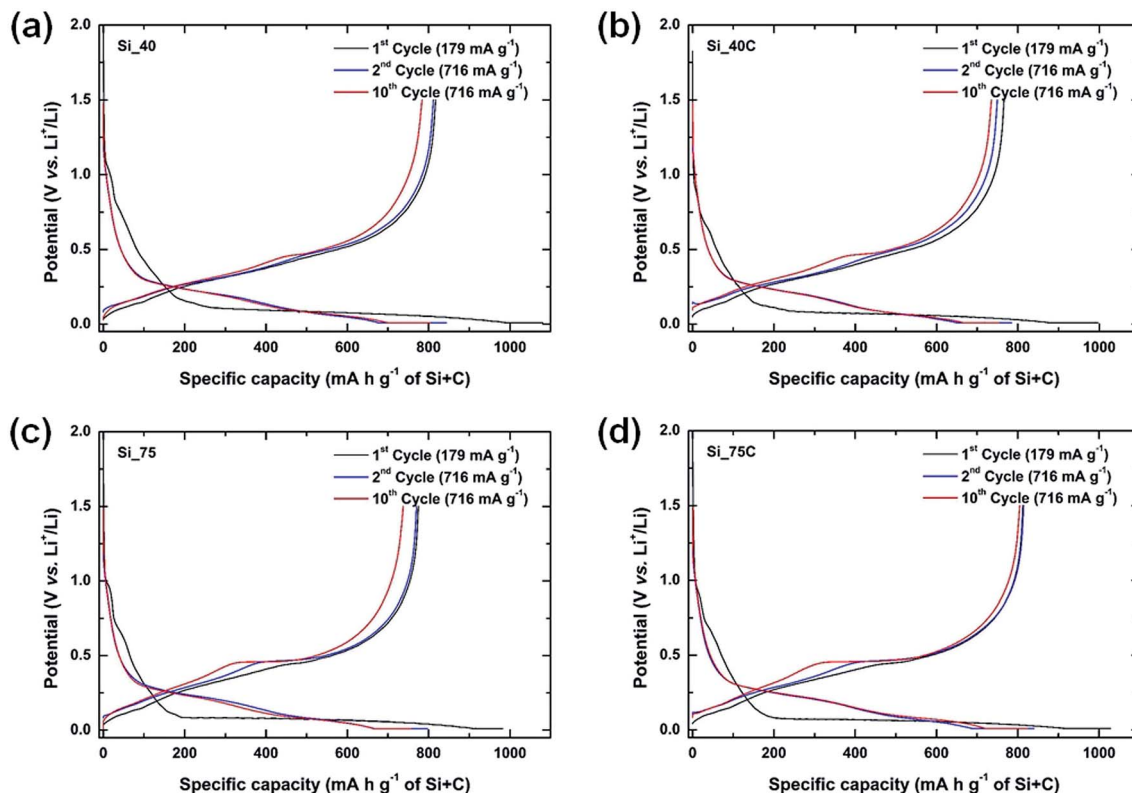 (a)
Si_40
1st Cycle (179 mA g-1)
2nd Cycle (716 mA g-1)
10th Cycle (716 mA g-1)
2.0
1.5
1.0
0.5
0.0
Potential (V vs. Li+/Li)
0 200 400 600 800 1000
Specific capacity (mA h g-1 of Si+C)
(b)
Si_40C
1st Cycle (179 mA g-1)
2nd Cycle (716 mA g-1)
10th Cycle (716 mA g-1)
2.0
1.5
1.0
0.5
0.0
Potential (V vs. Li+/Li)
0 200 400 600 800 1000
Specific capacity (mA h g-1 of Si+C)
(c)
Si_75
1st Cycle (179 mA g-1)
2nd Cycle (716 mA g-1)
10th Cycle (716 mA g-1)
2.0
1.5
1.0
0.5
0.0
Potential (V vs. Li+/Li)
0 200 400 600 800 1000
Specific capacity (mA h g-1 of Si+C)
(d)
Si_75C
1st Cycle (179 mA g-1)
2nd Cycle (716 mA g-1)
10th Cycle (716 mA g-1)
2.0
1.5
1.0
0.5
0.0
Potential (V vs. Li+/Li)
0 200 400 600 800 1000
Specific capacity (mA h g-1 of Si+C)